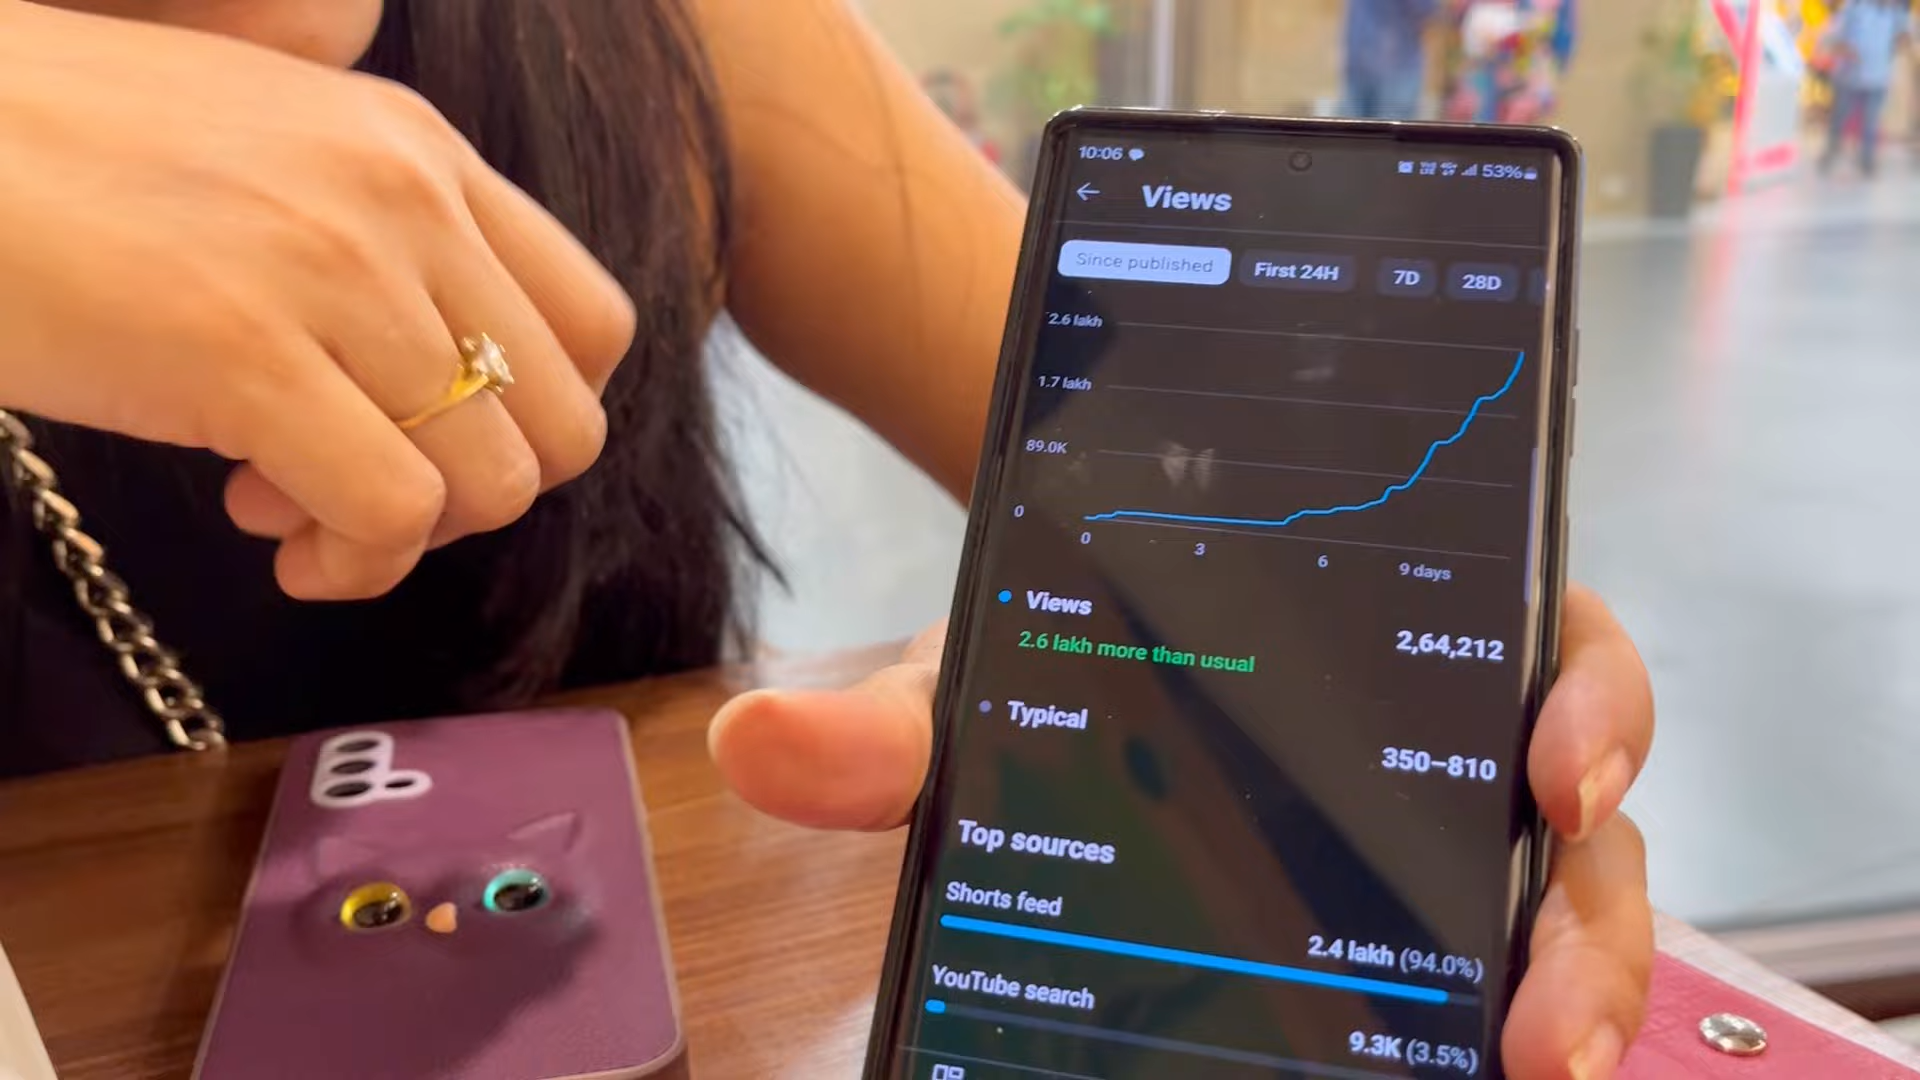 10:06
53%
Views
Since published
First 24H
7D
28D
2.6 lakh
1.7 lakh
89.0K
0
0
3
6
9 days
Views
2,64,212
2.6 lakh more than usual
Typical
350–810
Top sources
Shorts feed
2.4 lakh (94.0%)
YouTube search
9.3K (3.5%)